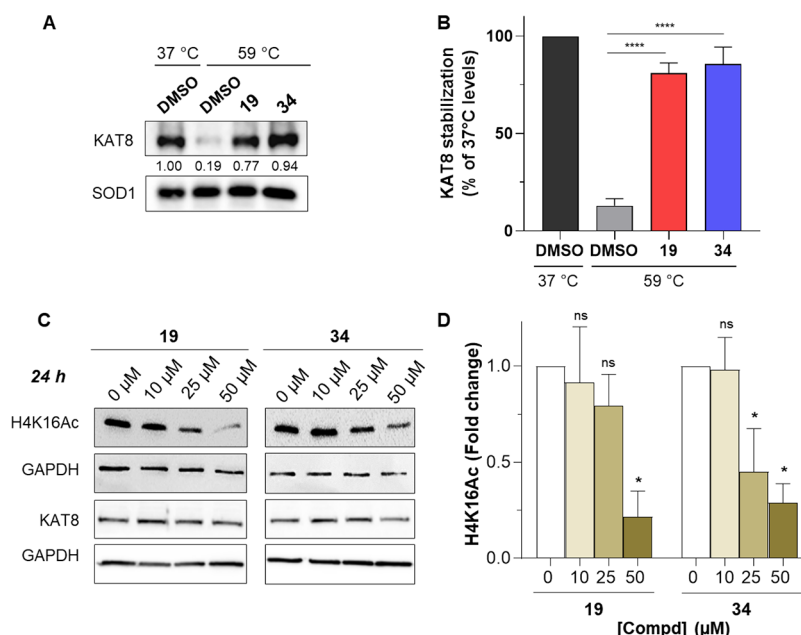 A
37 °C 59 °C
DMSO DMSO 19 34
KAT8
1.00 0.19 0.77 0.94
SOD1
B
KAT8 stabilization
(% of 37°C levels)
100
50
0
****
****
DMSO DMSO 19 34
37 °C 59 °C
C
19 34
24 h
0 µM 10 µM 25 µM 50 µM 0 µM 10 µM 25 µM 50 µM
H4K16Ac
GAPDH
KAT8
GAPDH
D
H4K16Ac (Fold change)
1.0
0.5
0.0
ns ns * ns * *
0 10 25 50 0 10 25 50
19 34
[Compd] (µM)